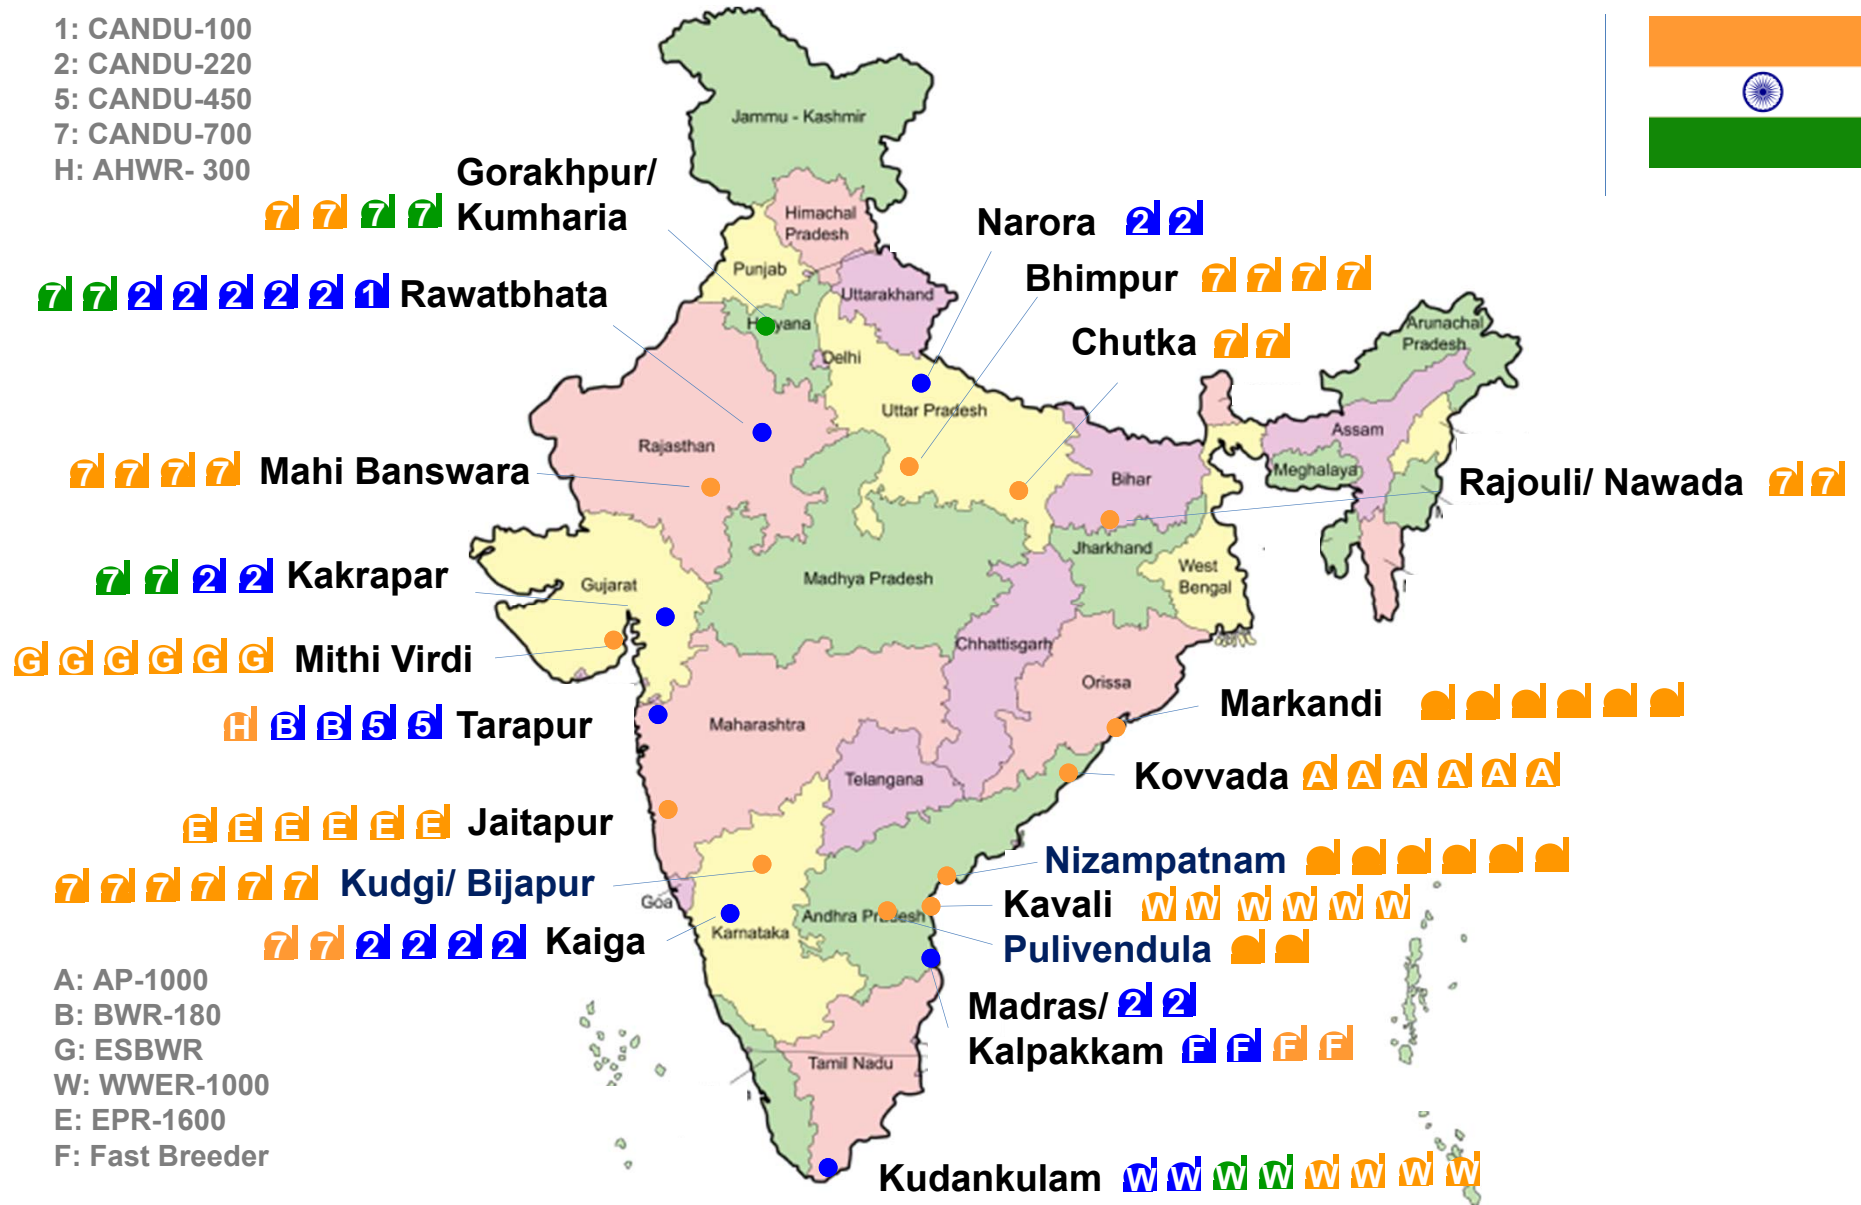 1: CANDU-100
2: CANDU-220
5: CANDU-450
7: CANDU-700
H: AHWR- 300
Jammu - Kashmir
Gorakhpur/
7 7 7 7 Kumharia
Himachal
Pradesh
Narora 2 2
Punjab
Bhimpur 7 7 7 7
7 7 2 2 2 2 2 1 Rawatbhata
Uttarakhand
Haryana
Arunachal
Pradesh
Chutka 7 7
Delhi
Uttar Pradesh
Assam
Rajasthan
7 7 7 7 Mahi Banswara
Meghalaya
Bihar
Rajouli/ Nawada 7 7
Jharkhand
7 7 2 2 Kakrapar
Gujarat
Madhya Pradesh
West
Bengal
Chhattisgarh
G G G G G G Mithi Virdi
Orissa
Markandi
H B B 5 5 Tarapur
Maharashtra
Telangana
Kovvada A A A A A A
E E E E E E Jaitapur
Nizampatnam
7 7 7 7 7 7 Kudgi/ Bijapur
Goa
Kavali W W W W W W
Andhra Pradesh
Karnataka
7 7 2 2 2 2 Kaiga
Pulivendula
Madras/ 2 2
Kalpakkam F F F F
Tamil Nadu
A: AP-1000
B: BWR-180
G: ESBWR
W: WWER-1000
E: EPR-1600
F: Fast Breeder
Kudankulam W W W W W W W W